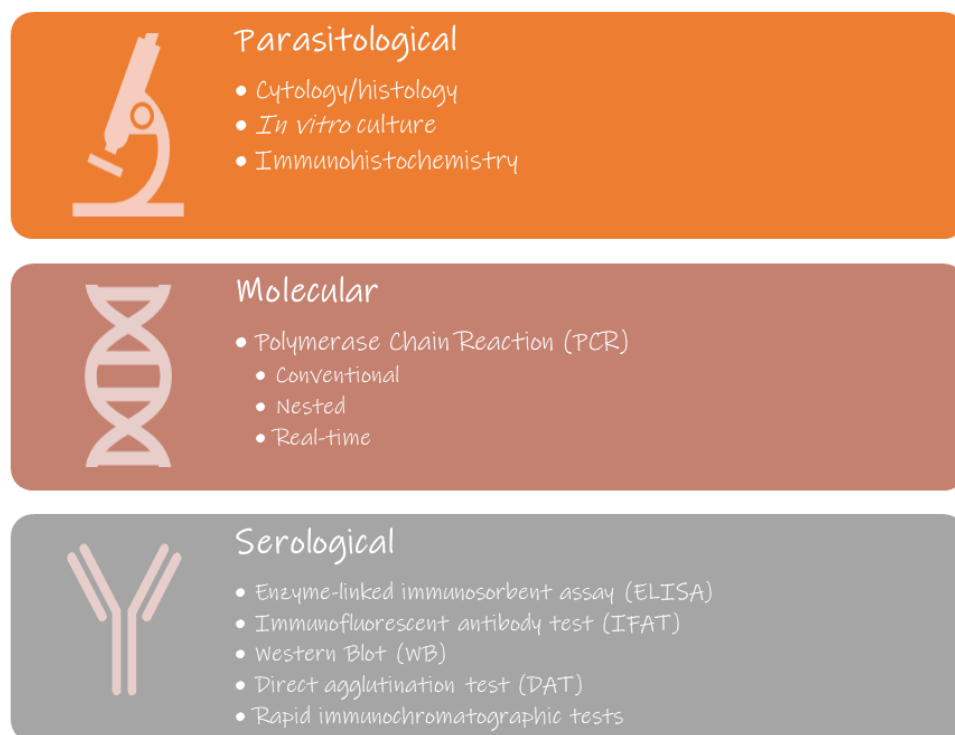 Parasitological
• Cytology/histology
• In vitro culture
• Immunohistochemistry
Molecular
• Polymerase Chain Reaction (PCR)
• Conventional
• Nested
• Real-time
Serological
• Enzyme-linked immunosorbent assay (ELISA)
• Immunofluorescent antibody test (IFAT)
• Western Blot (WB)
• Direct agglutination test (DAT)
• Rapid immunochromatographic tests